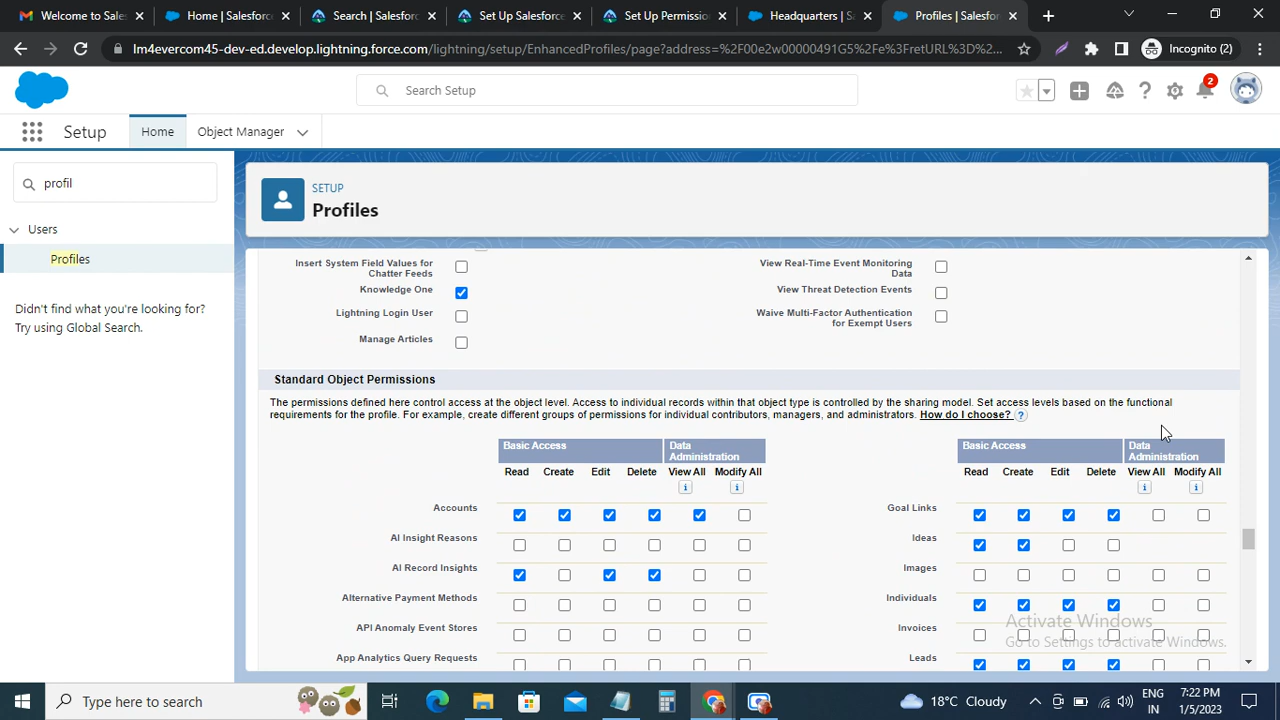 Welcome to Sales
Home | Salesforc
Search | Salesforc
Set Up Salesforce
Set Up Permissio
Headquarters | Sa
Profiles | Salesfor
lm4evercom45-dev-ed.develop.lightning.force.com/lightning/setup/EnhancedProfiles/page?address=%2F00e2w00000491G5%2Fe%3FretURL%3D%2...
Incognito (2)
Search Setup
2
Setup
Home
Object Manager
profil
Users
Profiles
Didn't find what you're looking for?
Try using Global Search.
SETUP
Profiles
Insert System Field Values for
Chatter Feeds
View Real-Time Event Monitoring
Data
Knowledge One
View Threat Detection Events
Lightning Login User
Waive Multi-Factor Authentication
for Exempt Users
Manage Articles
Standard Object Permissions
The permissions defined here control access at the object level. Access to individual records within that object type is controlled by the sharing model. Set access levels based on the functional
requirements for the profile. For example, create different groups of permissions for individual contributors, managers, and administrators. How do I choose? ?
Basic Access Data Administration
Read Create Edit Delete View All Modify All
Basic Access Data Administration
Read Create Edit Delete View All Modify All
Accounts
Goal Links
AI Insight Reasons
Ideas
AI Record Insights
Images
Alternative Payment Methods
Individuals
API Anomaly Event Stores
Invoices
App Analytics Query Requests
Leads
Activate Windows
Go to Settings to activate Windows.
Type here to search
18°C Cloudy
ENG
IN
7:22 PM
1/5/2023